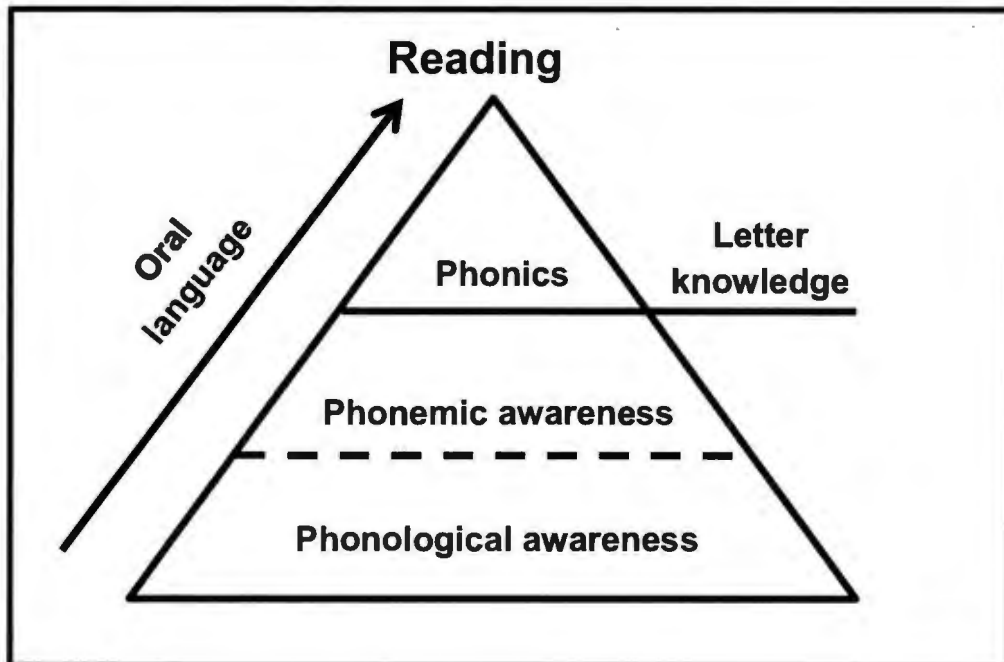 Reading
Oral
language
Letter
knowledge
Phonics
Phonemic awareness
Phonological awareness